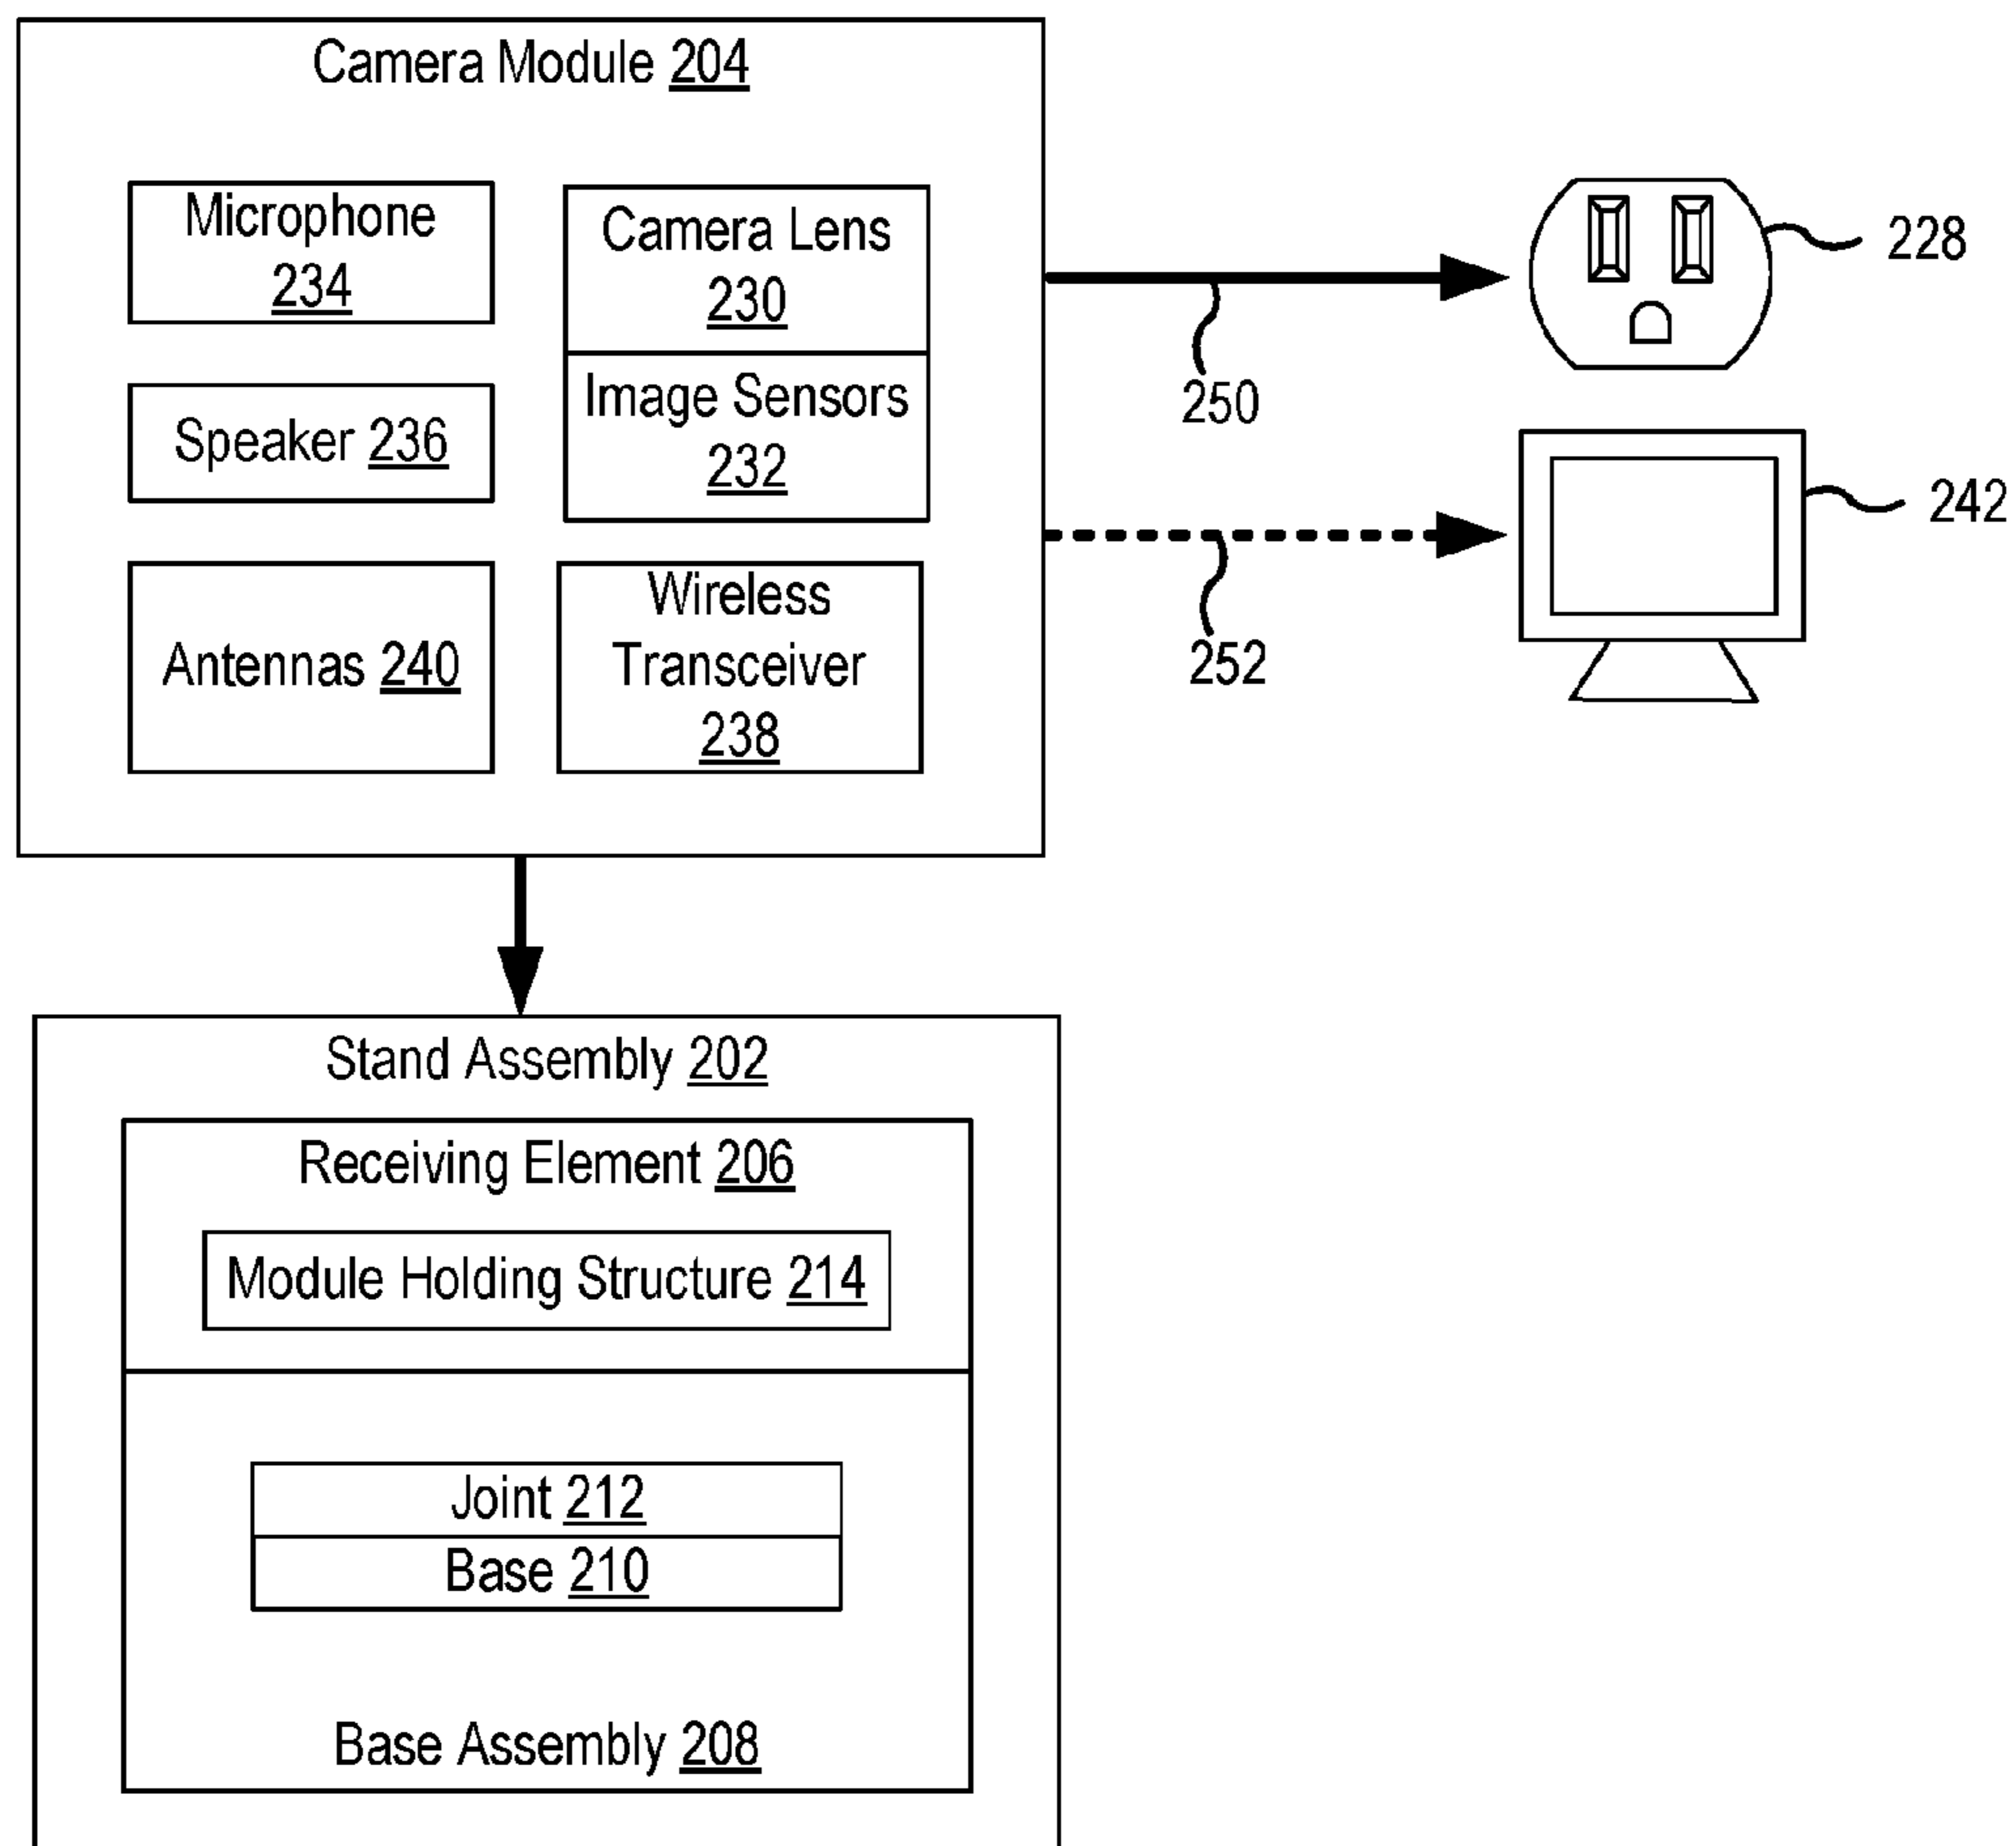 Camera Module 204
Microphone
234
Camera Lens
230
Image Sensors
232
Speaker 236
Antennas 240
Wireless
Transceiver
238
228
250
242
252
Stand Assembly 202
Receiving Element 206
Module Holding Structure 214
Joint 212
Base 210
Base Assembly 208